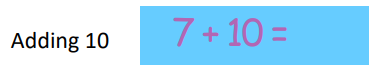 Adding 10
7 + 10 =